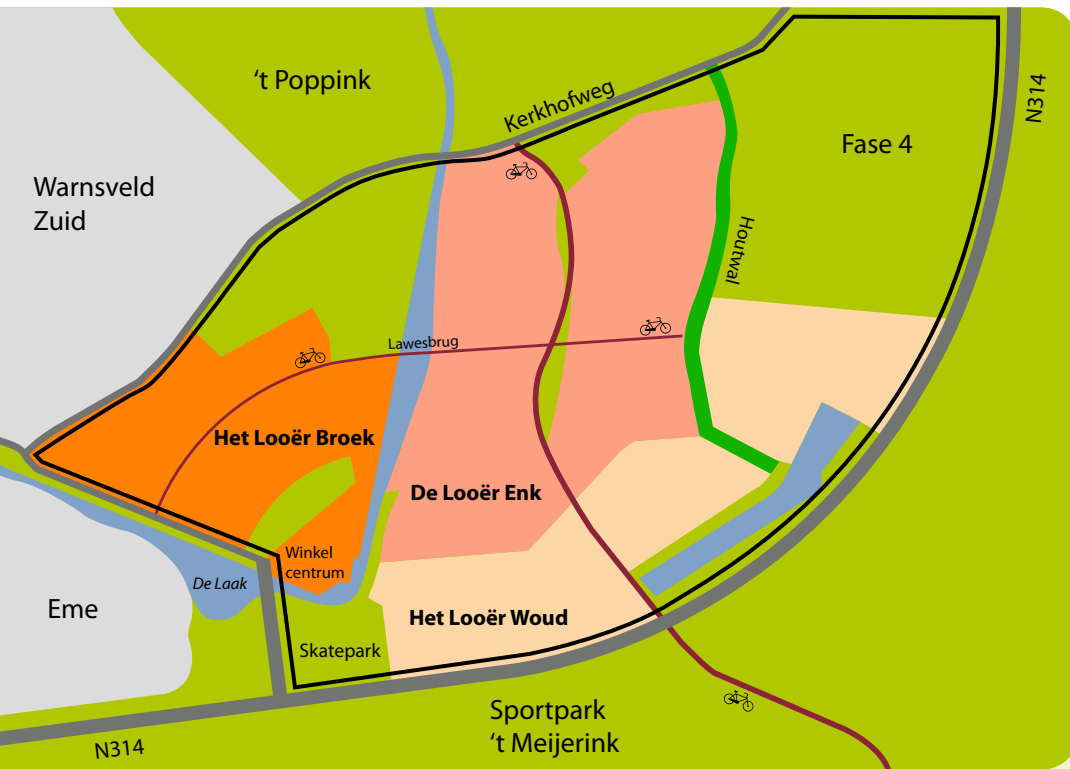 ‘t Poppink
Kerkhofweg
N314
Fase 4
Warnsveld
Zuid
Houtwal
Lawesbrug
Het Looër Broek
De Looër Enk
Winkel
centrum
De Laak
Eme
Het Looër Woud
Skatepark
Sportpark
‘t Meijerink
N314